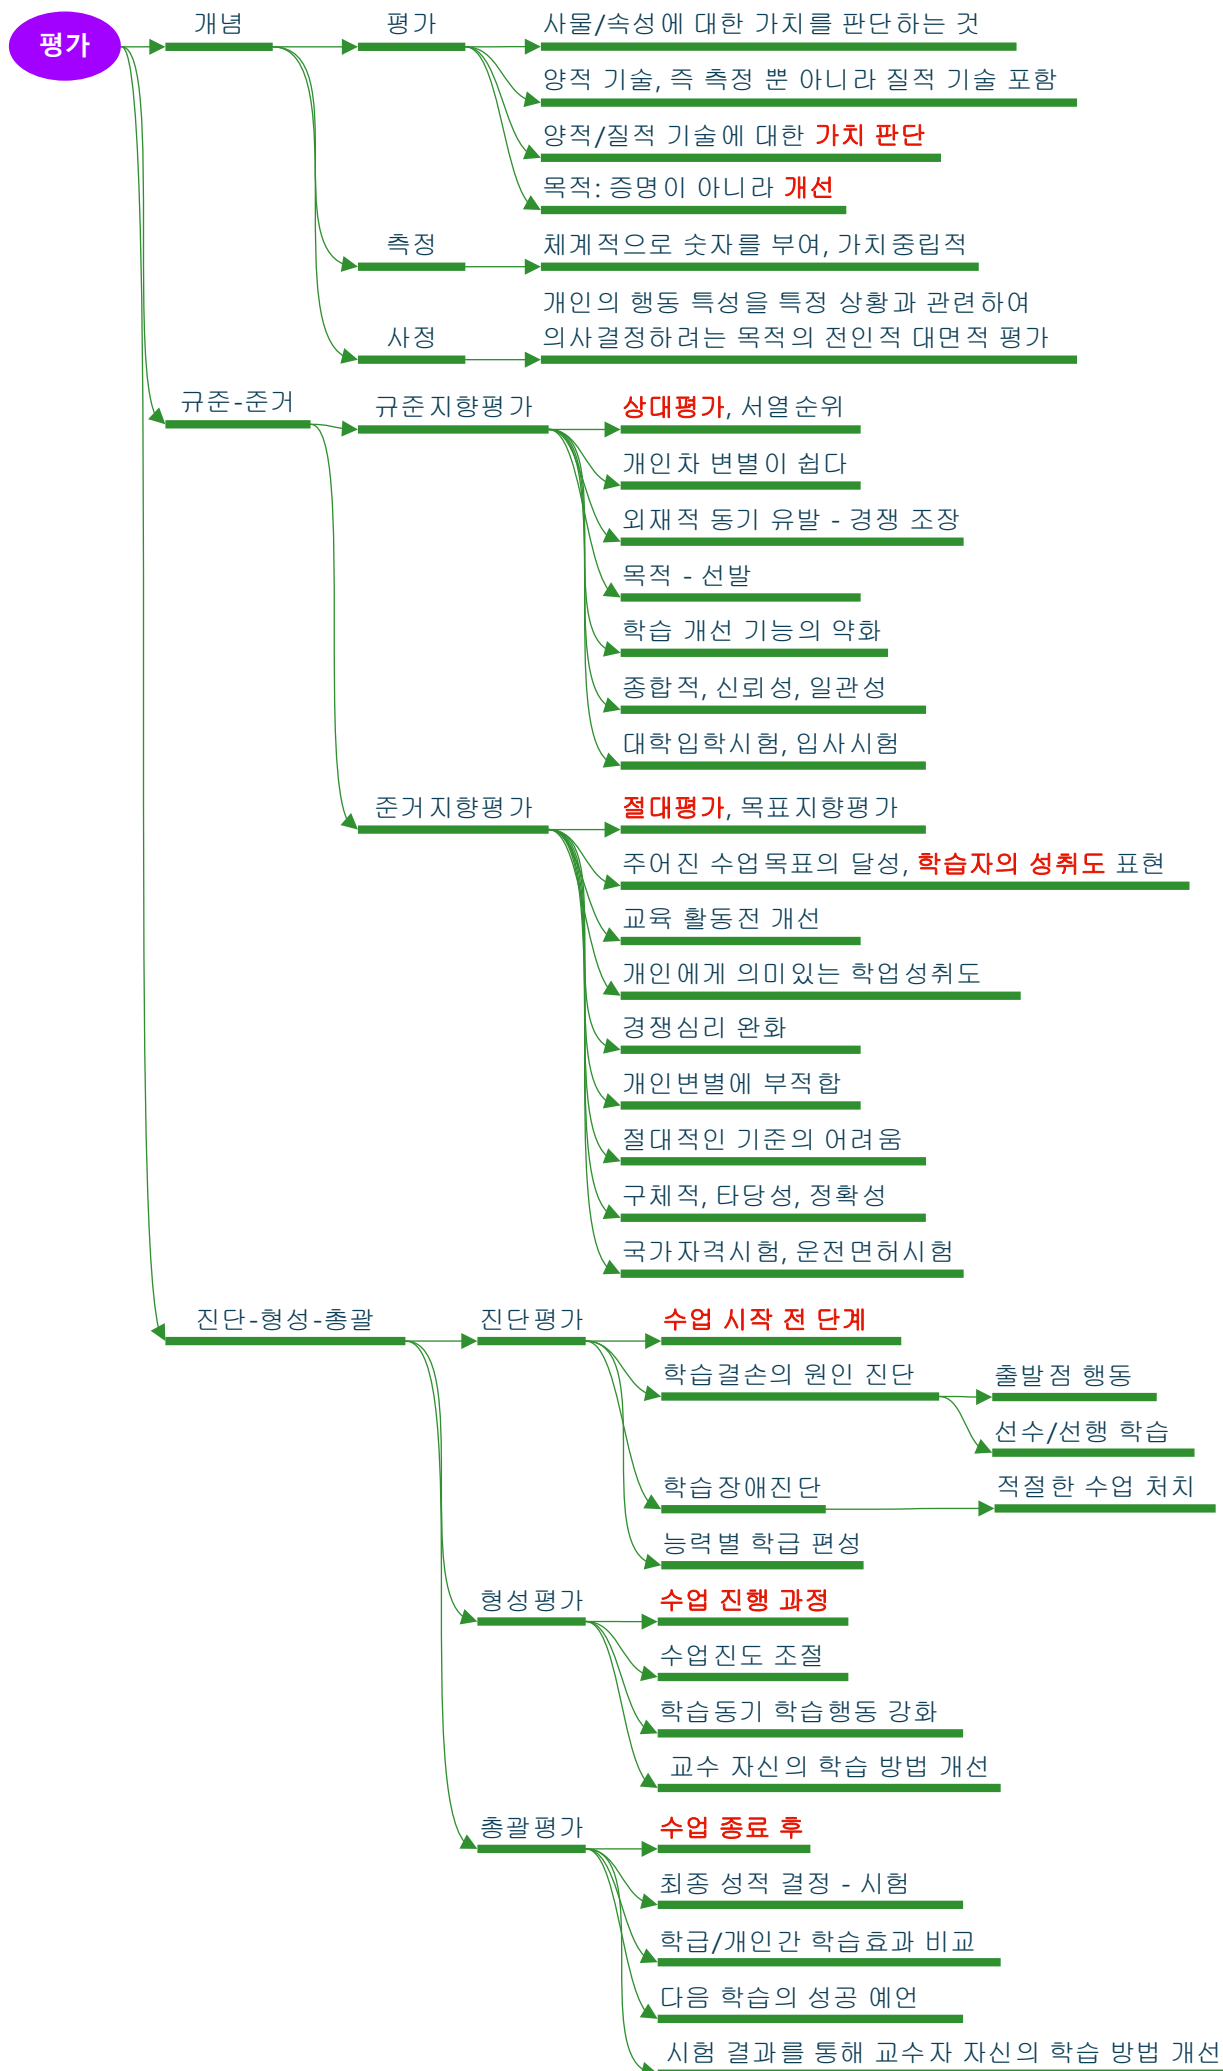 평가
개념
평가
사물/속성에 대한 가치를 판단하는 것
양적 기술, 즉 측정 뿐 아니라 질적 기술 포함
양적/질적 기술에 대한 가치 판단
목적: 증명이 아니라 개선
측정
체계적으로 숫자를 부여, 가치중립적
사정
개인의 행동 특성을 특정 상황과 관련하여
의사결정하려는 목적의 전인적 대면적 평가
규준-준거
규준지향평가
상대평가, 서열순위
개인차 변별이 쉽다
외재적 동기 유발 - 경쟁 조장
목적 - 선발
학습 개선 기능의 약화
종합적, 신뢰성, 일관성
대학입학시험, 입사시험
준거지향평가
절대평가, 목표지향평가
주어진 수업목표의 달성, 학습자의 성취도 표현
교육 활동전 개선
개인에게 의미있는 학업성취도
경쟁심리 완화
개인변별에 부적합
절대적인 기준의 어려움
구체적, 타당성, 정확성
국가자격시험, 운전면허시험
진단-형성-총괄
진단평가
수업 시작 전 단계
학습결손의 원인 진단
출발점 행동
선수/선행 학습
학습장애진단
적절한 수업 처치
능력별 학급 편성
형성평가
수업 진행 과정
수업진도 조절
학습동기 학습행동 강화
교수 자신의 학습 방법 개선
총괄평가
수업 종료 후
최종 성적 결정 - 시험
학급/개인간 학습효과 비교
다음 학습의 성공 예언
시험 결과를 통해 교수자 자신의 학습 방법 개선